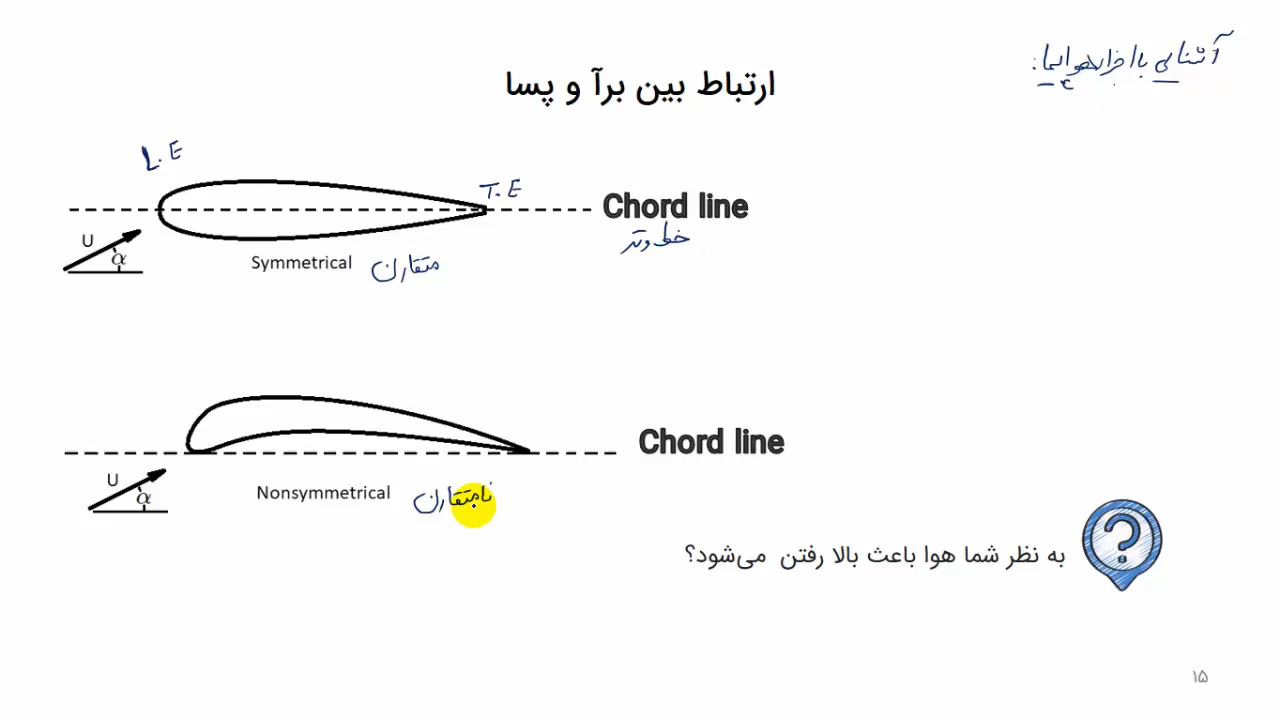 آشنایی با اجزا هواپیما:
ارتباط بین برآ و پسا
L.E
T.E
Chord line
خط وتر
U
α
Symmetrical متقارن
Chord line
U
α
Nonsymmetrical نامتقارن
به نظر شما هوا باعث بالا رفتن می‌شود؟
۱۵